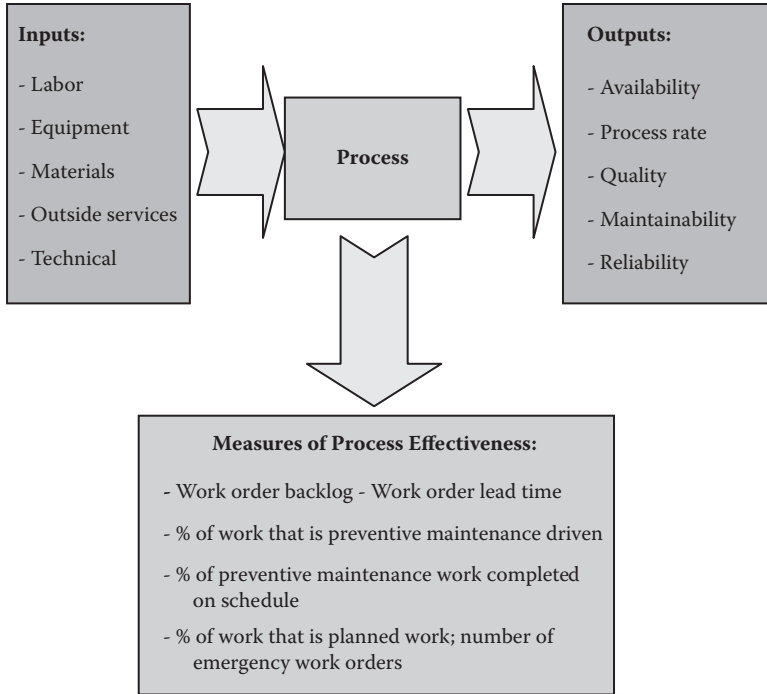 Inputs:
- Labor
- Equipment
- Materials
- Outside services
- Technical
Process
Outputs:
- Availability
- Process rate
- Quality
- Maintainability
- Reliability
Measures of Process Effectiveness:
- Work order backlog - Work order lead time
- % of work that is preventive maintenance driven
- % of preventive maintenance work completed
on schedule
- % of work that is planned work; number of
emergency work orders